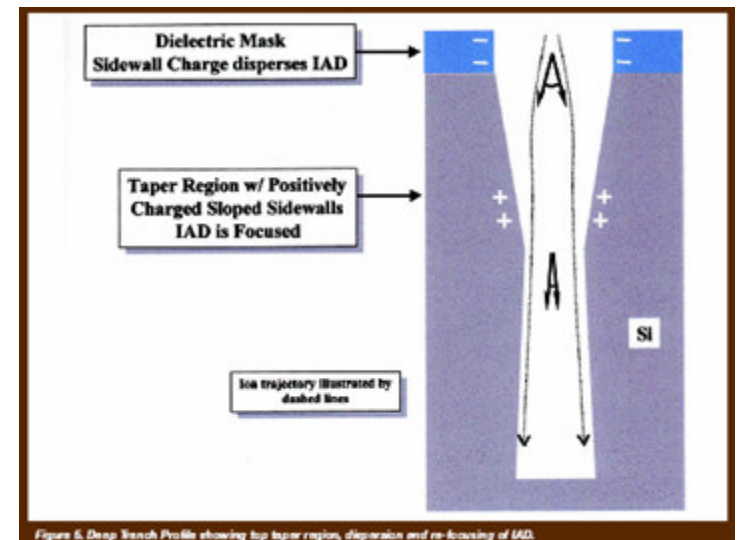 Dielectric Mask
Sidewall Charge disperses IAD
Taper Region w/ Positively
Charged Sloped Sidewalls
IAD is Focused
Si
Ion trajectory illustrated by
dashed lines
Figure 5. Deep Trench Profile showing top taper region, dispersion and re-focusing of IAD.